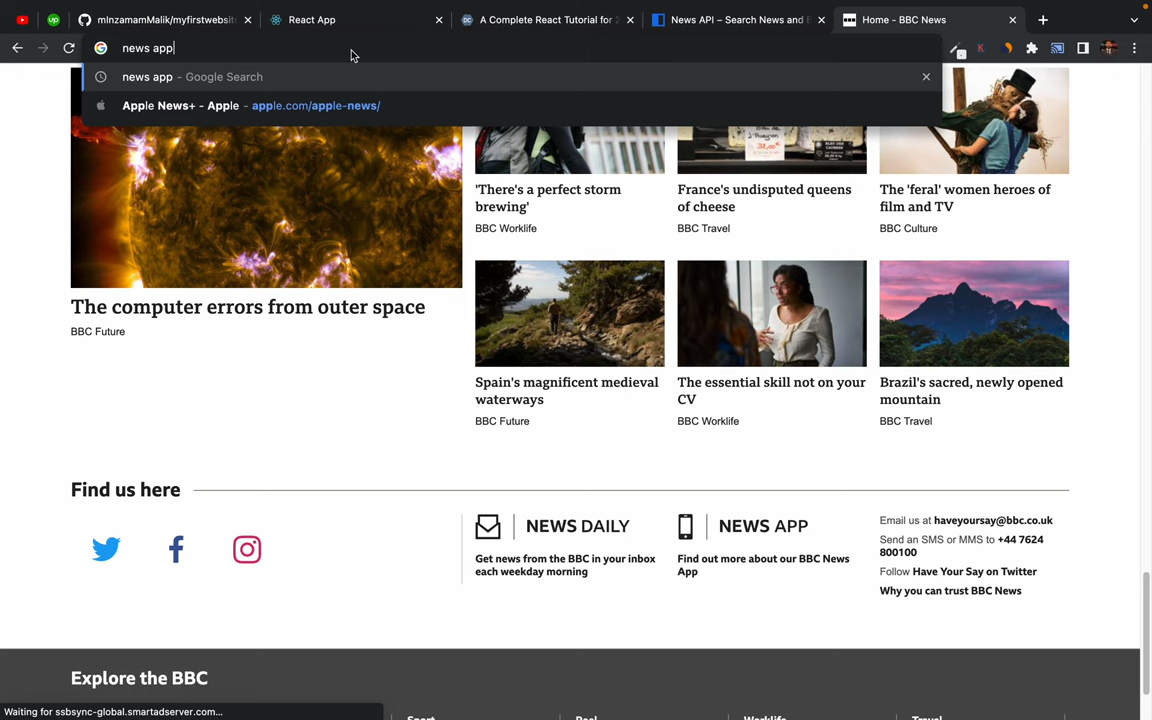 mInzamamMalik/myfirstwebsite
React App
A Complete React Tutorial for 2
News API – Search News and B
Home - BBC News
news app
news app - Google Search
Apple News+ - Apple - apple.com/apple-news/
'There's a perfect storm
brewing'
BBC Worklife
France's undisputed queens
of cheese
BBC Travel
The 'feral' women heroes of
film and TV
BBC Culture
The computer errors from outer space
BBC Future
Spain's magnificent medieval
waterways
BBC Future
The essential skill not on your
CV
BBC Worklife
Brazil's sacred, newly opened
mountain
BBC Travel
Find us here
NEWS DAILY
Get news from the BBC in your inbox
each weekday morning
NEWS APP
Find out more about our BBC News
App
Email us at haveyoursay@bbc.co.uk
Send an SMS or MMS to +44 7624
800100
Follow Have Your Say on Twitter
Why you can trust BBC News
Explore the BBC
Waiting for ssbsync-global.smartadserver.com...
Sport
Reel
Worklife
Travel